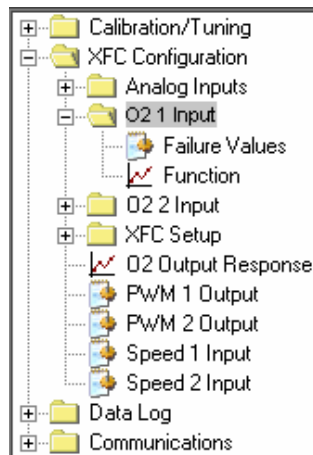 Calibration/Tuning
XFC Configuration
Analog Inputs
O2 1 Input
Failure Values
Function
O2 2 Input
XFC Setup
O2 Output Response
PWM 1 Output
PWM 2 Output
Speed 1 Input
Speed 2 Input
Data Log
Communications